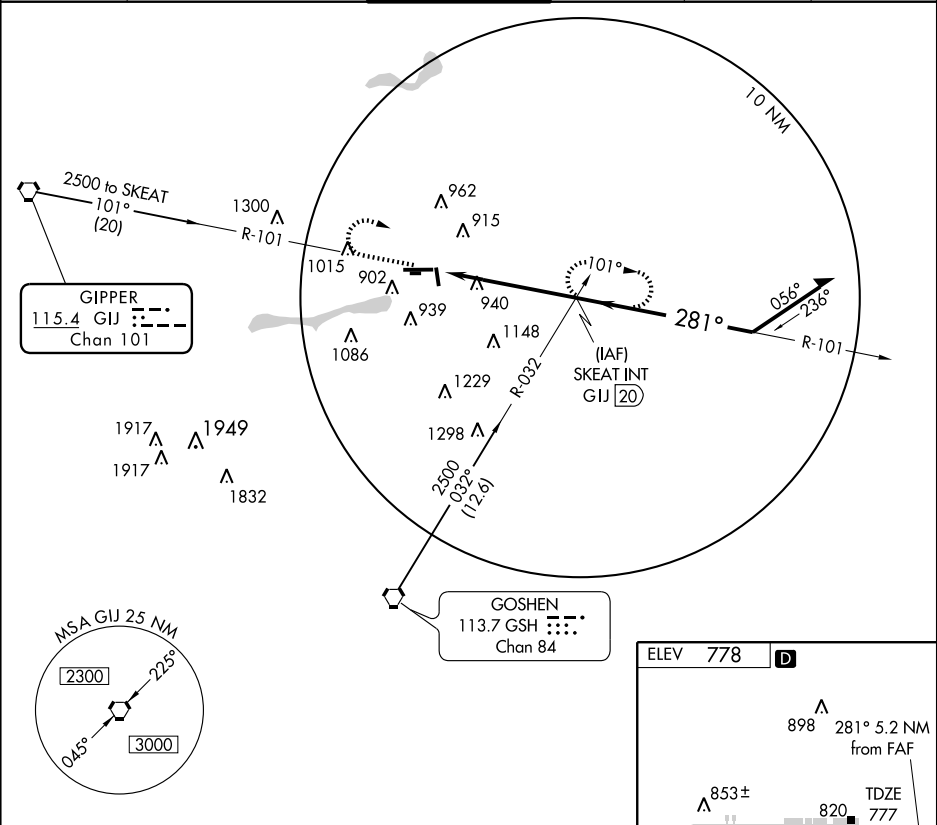 10 NM
2500 to SKEAT
101°
(20)
R-101
1300
962
915
1015
902
939
940
101°
1086
1148
281°
056°
236°
R-101
GIPPER
115.4 GIJ
Chan 101
(IAF)
SKEAT INT
GIJ 20
R-032
1229
1298
2500
032°
(12.6)
1917
1949
1917
1832
GOSHEN
113.7 GSH
Chan 84
MSA GIJ 25 NM
2300
225°
045°
3000
ELEV 778 D
898
281° 5.2 NM
from FAF
853±
820
TDZE
777